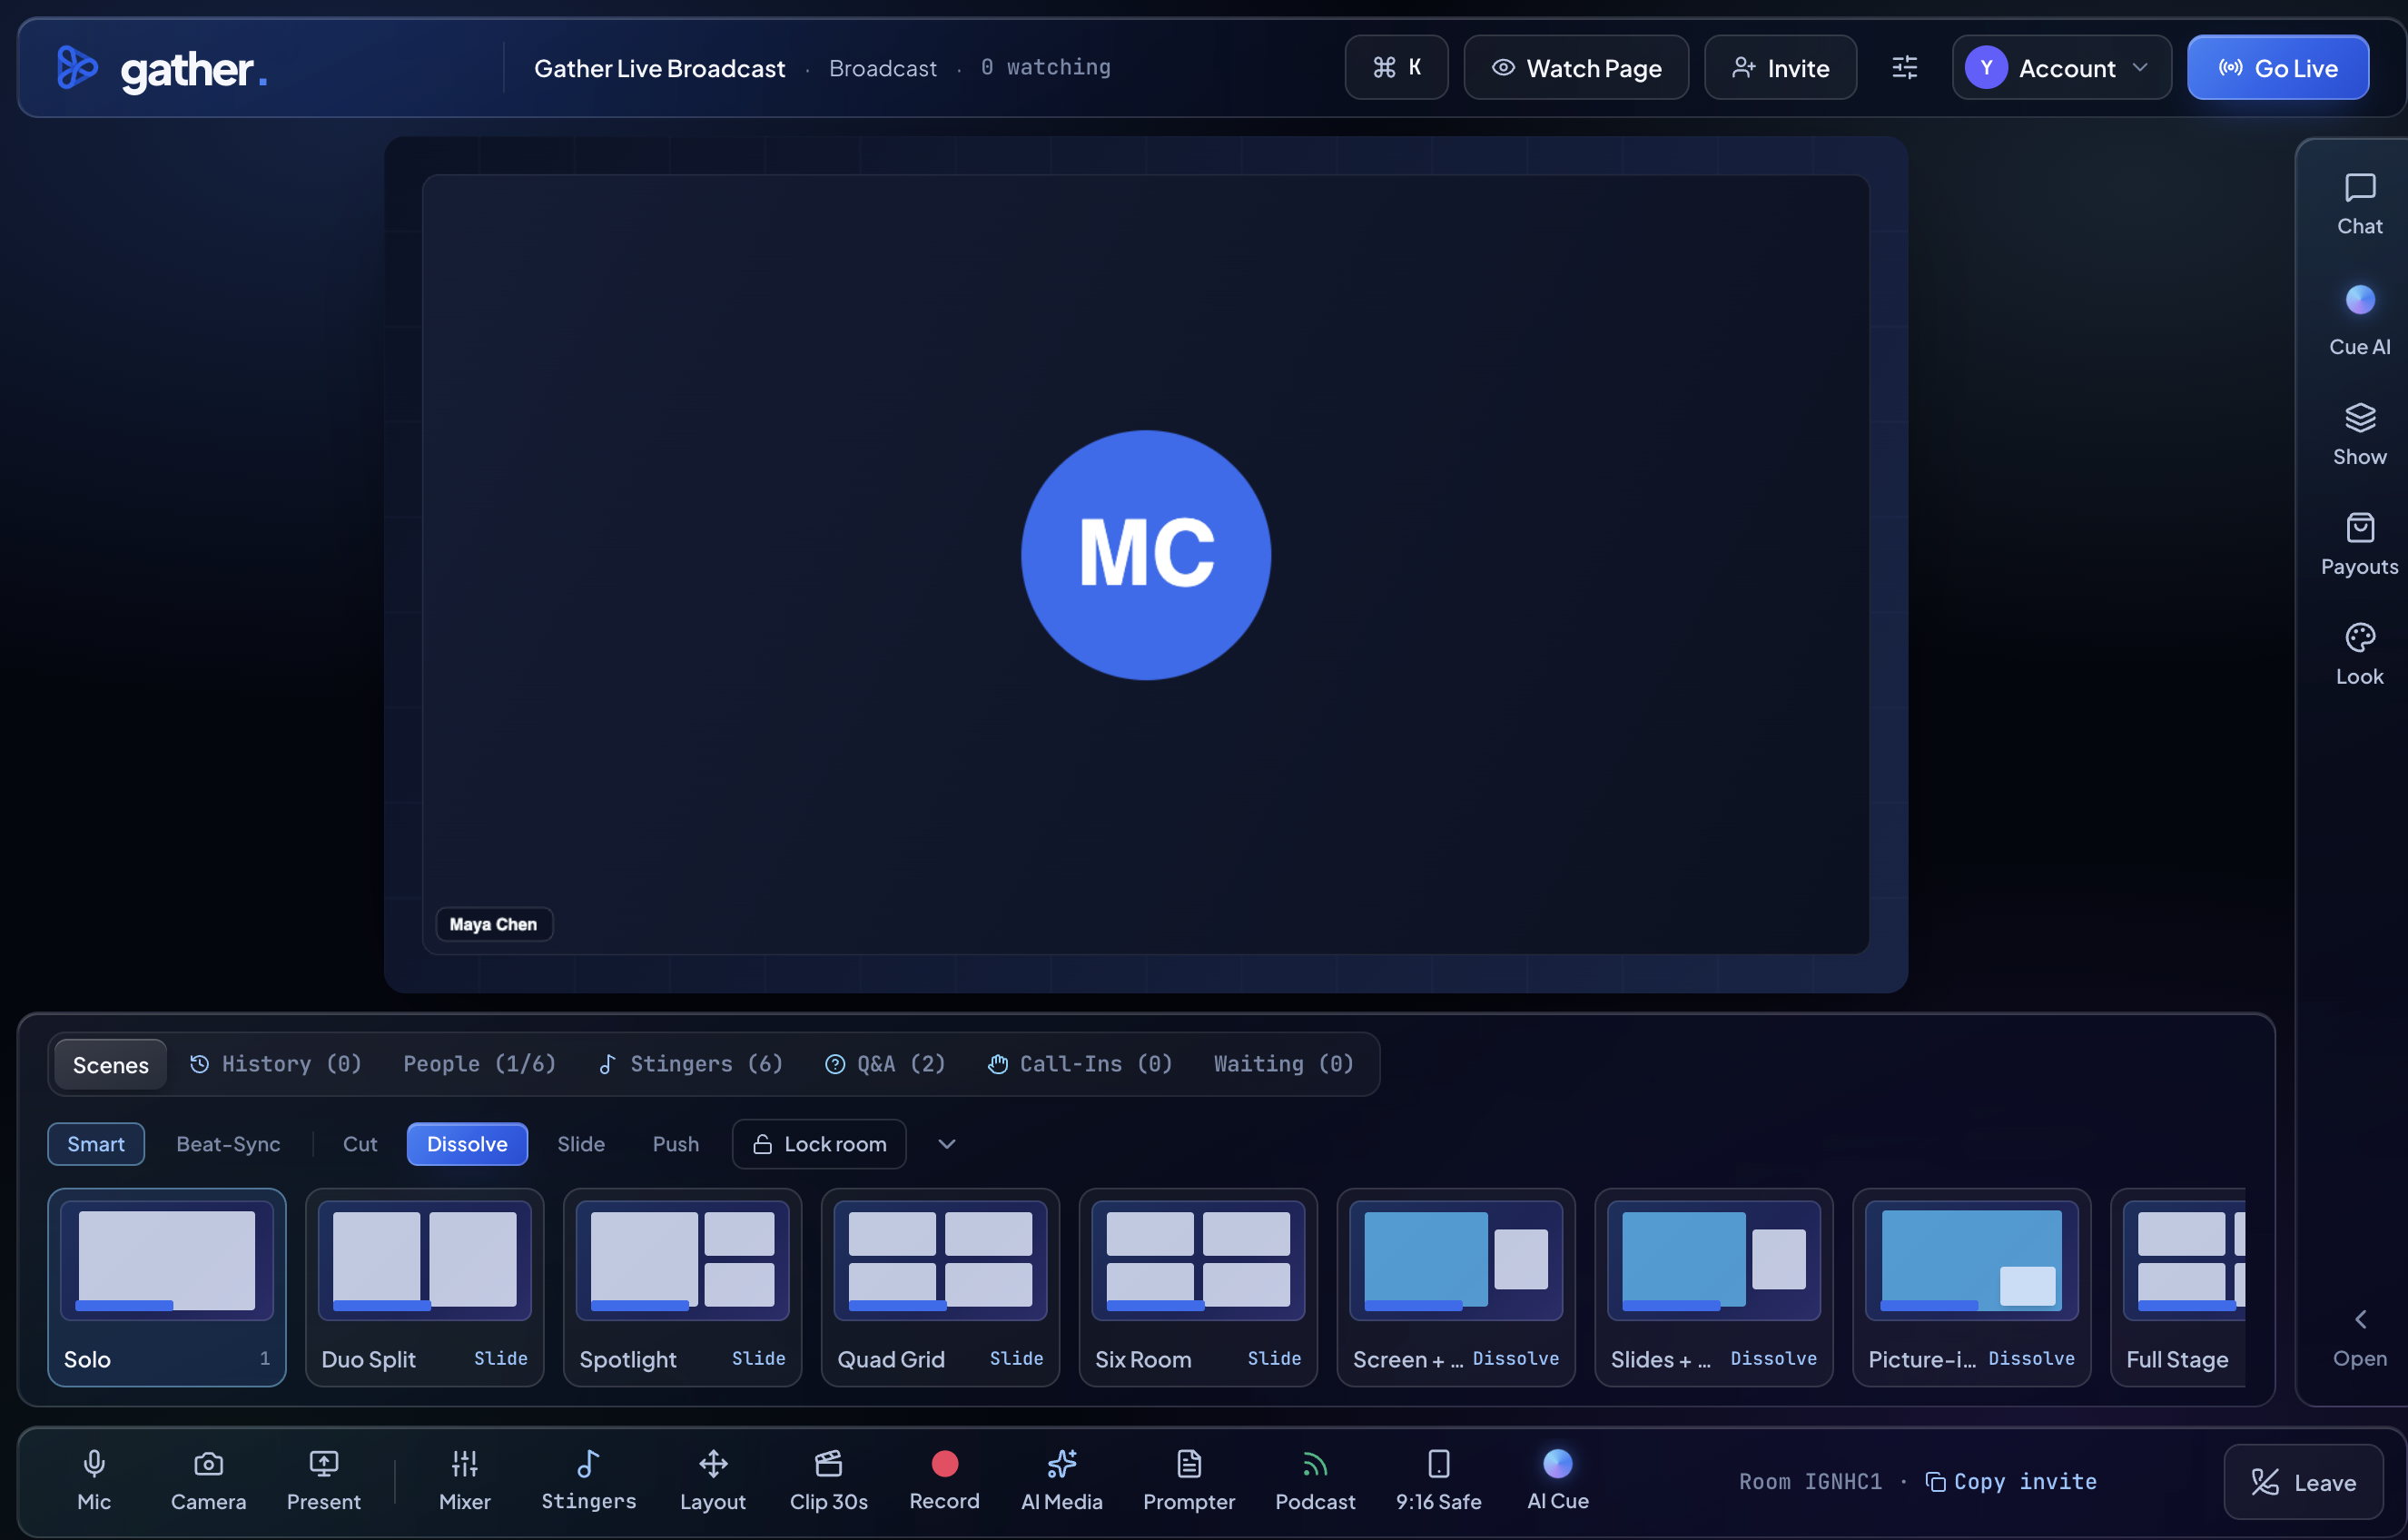 gather.
Gather Live Broadcast · Broadcast · 0 watching
⌘ K
Watch Page
Invite
Y Account
Go Live
Chat
Cue AI
Show
Payouts
Look
MC
Maya Chen
Scenes History (0) People (1/6) Stingers (6) Q&A (2) Call-Ins (0) Waiting (0)
Smart Beat-Sync Cut Dissolve Slide Push Lock room
Solo 1
Duo Split Slide
Spotlight Slide
Quad Grid Slide
Six Room Slide
Screen + ... Dissolve
Slides + ... Dissolve
Picture-i... Dissolve
Full Stage
Open
Mic Camera Present Mixer Stingers Layout Clip 30s Record AI Media Prompter Podcast 9:16 Safe AI Cue
Room IGNHC1 · Copy invite
Leave